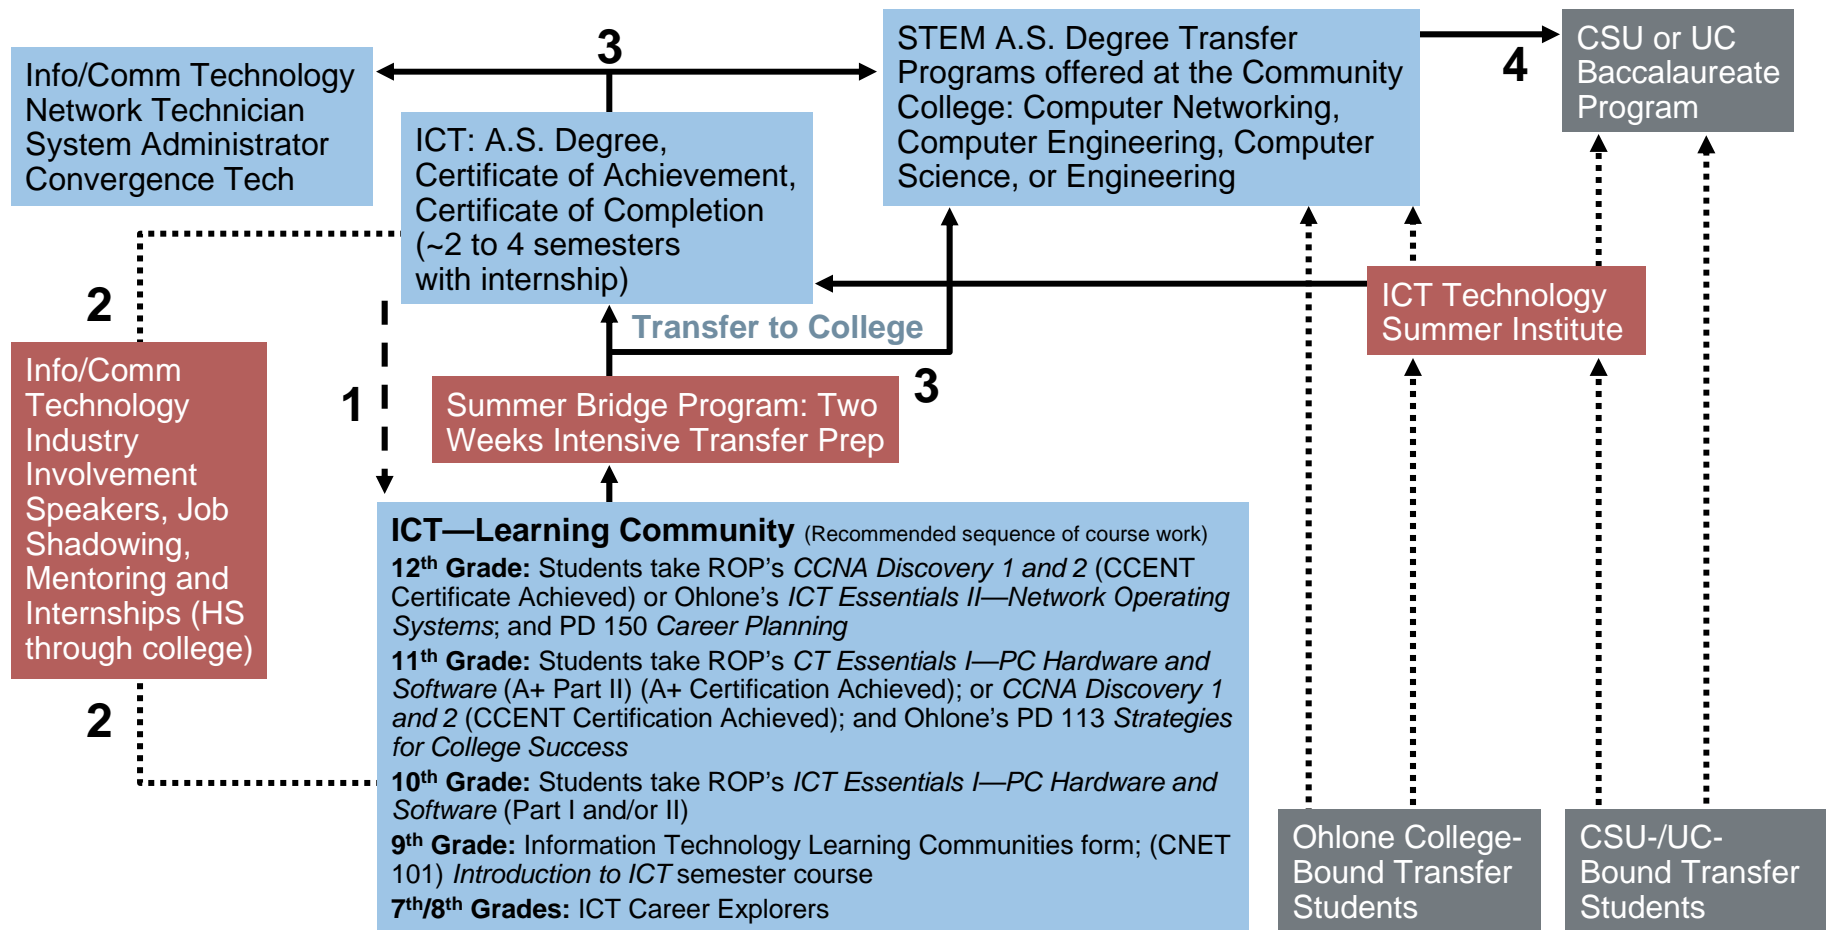 Info/Comm Technology
Network Technician
System Administrator
Convergence Tech
3
ICT: A.S. Degree,
Certificate of Achievement,
Certificate of Completion
(~2 to 4 semesters
with internship)
STEM A.S. Degree Transfer
Programs offered at the Community
College: Computer Networking,
Computer Engineering, Computer
Science, or Engineering
4
CSU or UC
Baccalaureate
Program
2
Info/Comm
Technology
Industry
Involvement
Speakers, Job
Shadowing,
Mentoring and
Internships (HS
through college)
2
1
Transfer to College
3
Summer Bridge Program: Two
Weeks Intensive Transfer Prep
ICT Technology
Summer Institute
ICT—Learning Community (Recommended sequence of course work)
12th Grade: Students take ROP’s CCNA Discovery 1 and 2 (CCENT
Certificate Achieved) or Ohlone’s ICT Essentials II—Network Operating
Systems; and PD 150 Career Planning
11th Grade: Students take ROP’s CT Essentials I—PC Hardware and
Software (A+ Part II) (A+ Certification Achieved); or CCNA Discovery 1
and 2 (CCENT Certification Achieved); and Ohlone’s PD 113 Strategies
for College Success
10th Grade: Students take ROP’s ICT Essentials I—PC Hardware and
Software (Part I and/or II)
9th Grade: Information Technology Learning Communities form; (CNET
101) Introduction to ICT semester course
7th/8th Grades: ICT Career Explorers
Ohlone College-
Bound Transfer
Students
CSU-/UC-
Bound Transfer
Students